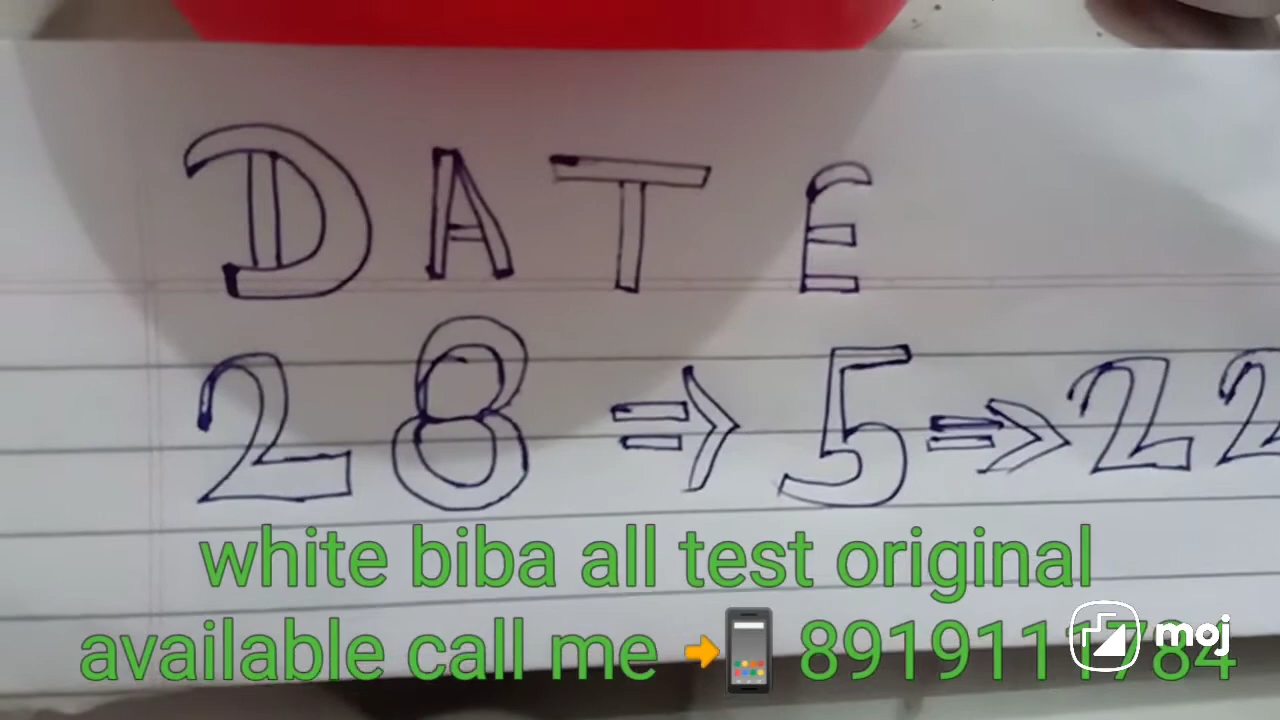 DATE
28⇒5⇒22
white biba all test original
available call me ➜📱 8919111784
moj